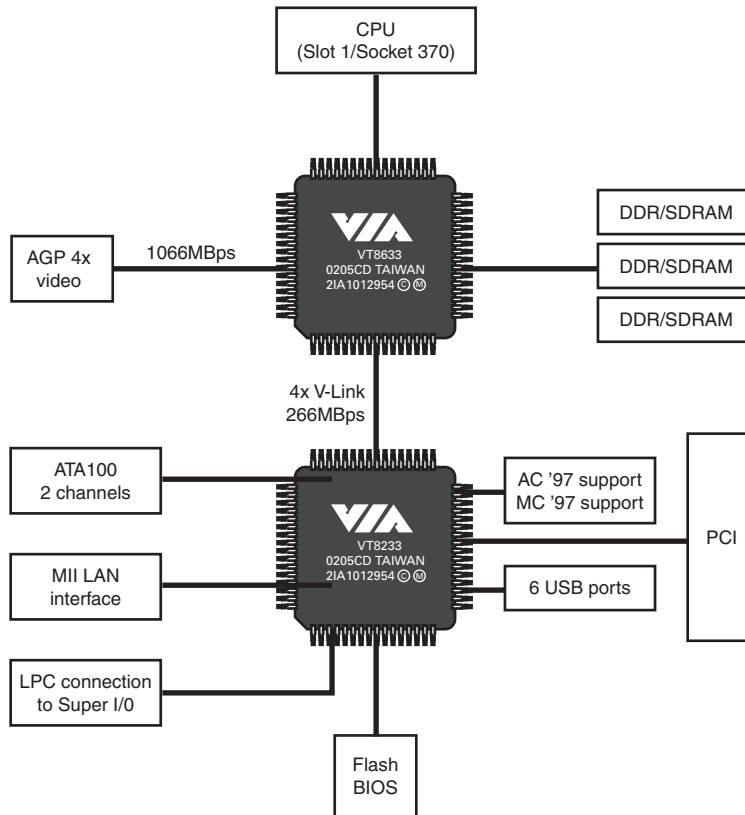 CPU
(Slot 1/Socket 370)
VIA
VT8633
0205CD TAIWAN
2IA1012954 Ⓒ Ⓜ
AGP 4x
video
1066MBps
DDR/SDRAM
DDR/SDRAM
DDR/SDRAM
4x V-Link
266MBps
ATA100
2 channels
MII LAN
interface
LPC connection
to Super I/0
VIA
VT8233
0205CD TAIWAN
2IA1012954 Ⓒ Ⓜ
AC '97 support
MC '97 support
PCI
6 USB ports
Flash
BIOS